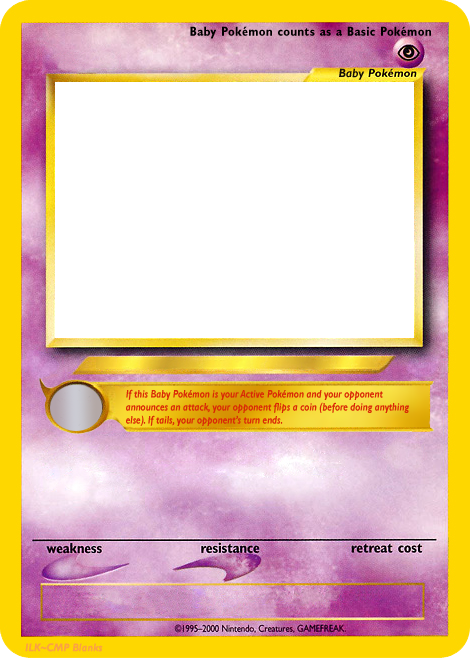 Baby Pokémon counts as a Basic Pokémon
Baby Pokémon
If this Baby Pokémon is your Active Pokémon and your opponent
announces an attack, your opponent flips a coin (before doing anything
else). If tails, your opponent's turn ends.
weakness resistance retreat cost
©1995-2000 Nintendo, Creatures, GAMEFREAK.
ILK~CMP Blanks